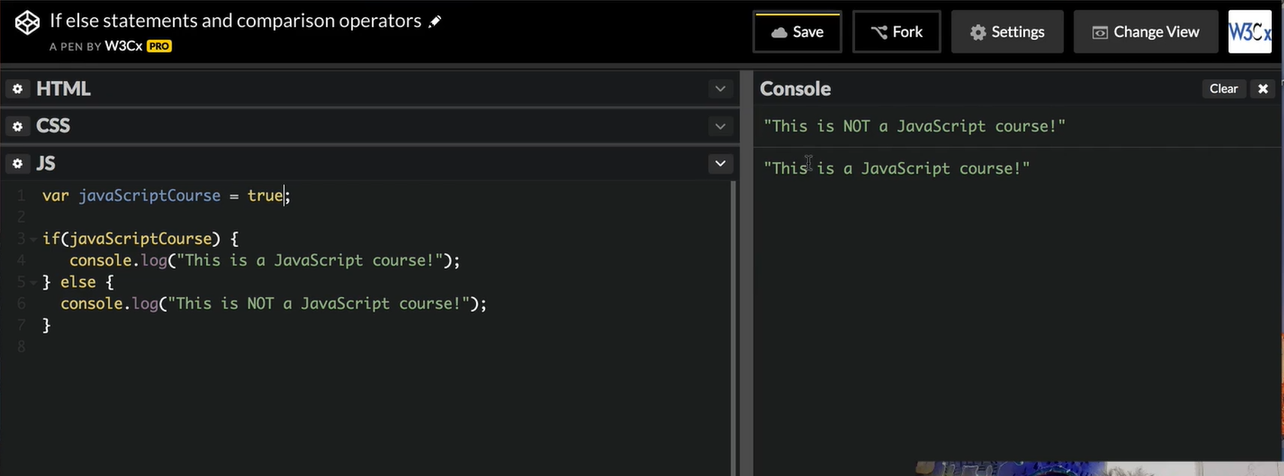 If else statements and comparison operators
A PEN BY W3Cx PRO
Save
Fork
Settings
Change View
W3Cx
HTML
CSS
JS
1 var javaScriptCourse = true;
2
3 if(javaScriptCourse) {
4    console.log("This is a JavaScript course!");
5 } else {
6   console.log("This is NOT a JavaScript course!");
7 }
8
Console
Clear
"This is NOT a JavaScript course!"
"This is a JavaScript course!"